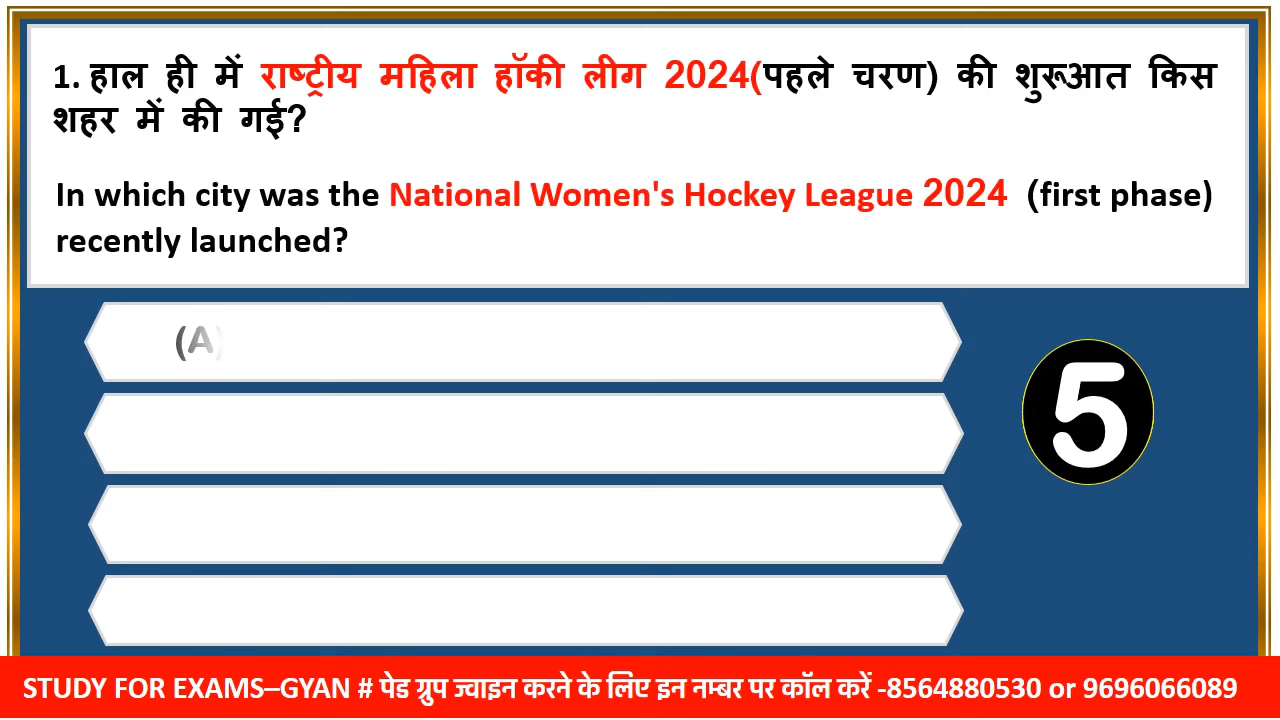 1. हाल ही में राष्ट्रीय महिला हॉकी लीग 2024(पहले चरण) की शुरूआत किस
शहर में की गई?
In which city was the National Women's Hockey League 2024 (first phase)
recently launched?
(A)
5
STUDY FOR EXAMS–GYAN # पेड ग्रुप ज्वाइन करने के लिए इन नम्बर पर कॉल करें -8564880530 or 9696066089